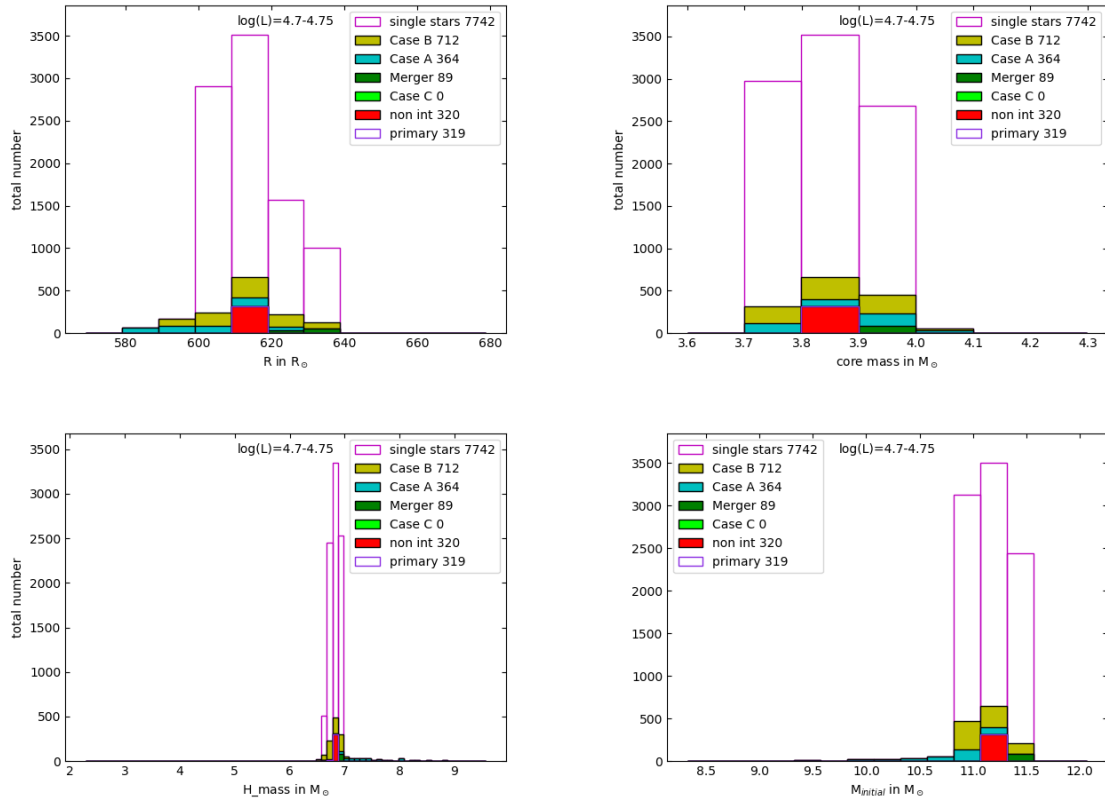 log(L)=4.7-4.75
single stars 7742
Case B 712
Case A 364
Merger 89
Case C 0
non int 320
primary 319
total number
3500
3000
2500
2000
1500
1000
500
0
580 600 620 640 660 680
R in R☉
log(L)=4.7-4.75
single stars 7742
Case B 712
Case A 364
Merger 89
Case C 0
non int 320
primary 319
total number
3500
3000
2500
2000
1500
1000
500
0
3.6 3.7 3.8 3.9 4.0 4.1 4.2 4.3
core mass in M☉
log(L)=4.7-4.75
single stars 7742
Case B 712
Case A 364
Merger 89
Case C 0
non int 320
primary 319
total number
3500
3000
2500
2000
1500
1000
500
0
2 3 4 5 6 7 8 9
H_mass in M☉
single stars 7742
Case B 712
Case A 364
Merger 89
Case C 0
non int 320
primary 319
log(L)=4.7-4.75
total number
3500
3000
2500
2000
1500
1000
500
0
8.5 9.0 9.5 10.0 10.5 11.0 11.5 12.0
Minitial in M☉